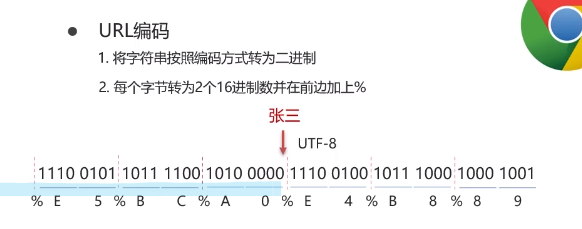 ● URL编码
1. 将字符串按照编码方式转为二进制
2. 每个字节转为2个16进制数并在前边加上%
张三
UTF-8
1110 0101 1011 1100 1010 0000 1110 0100 1011 1000 1000 1001
% E 5 % B C % A 0 % E 4 % B 8 % 8 9